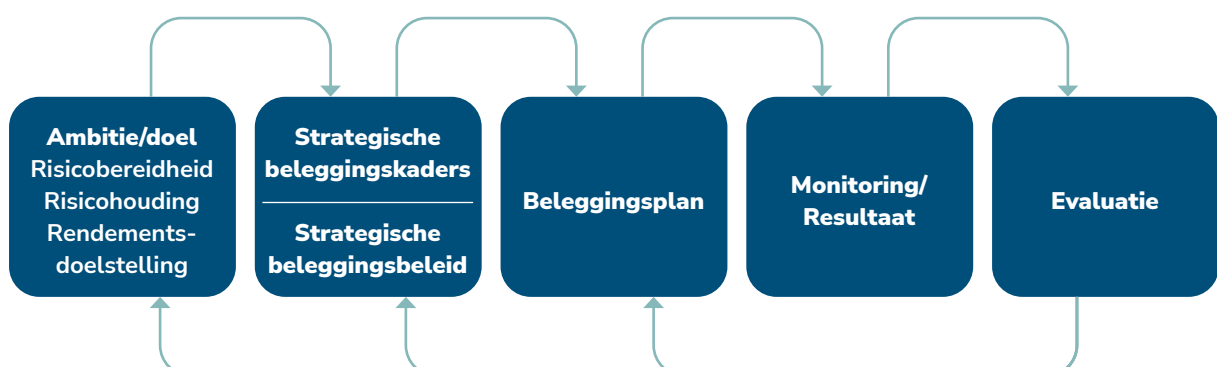 Ambitie/doel
Risicobereidheid
Risicohouding
Rendements-
doelstelling
Strategische
beleggingskaders
Strategische
beleggingsbeleid
Beleggingsplan
Monitoring/
Resultaat
Evaluatie